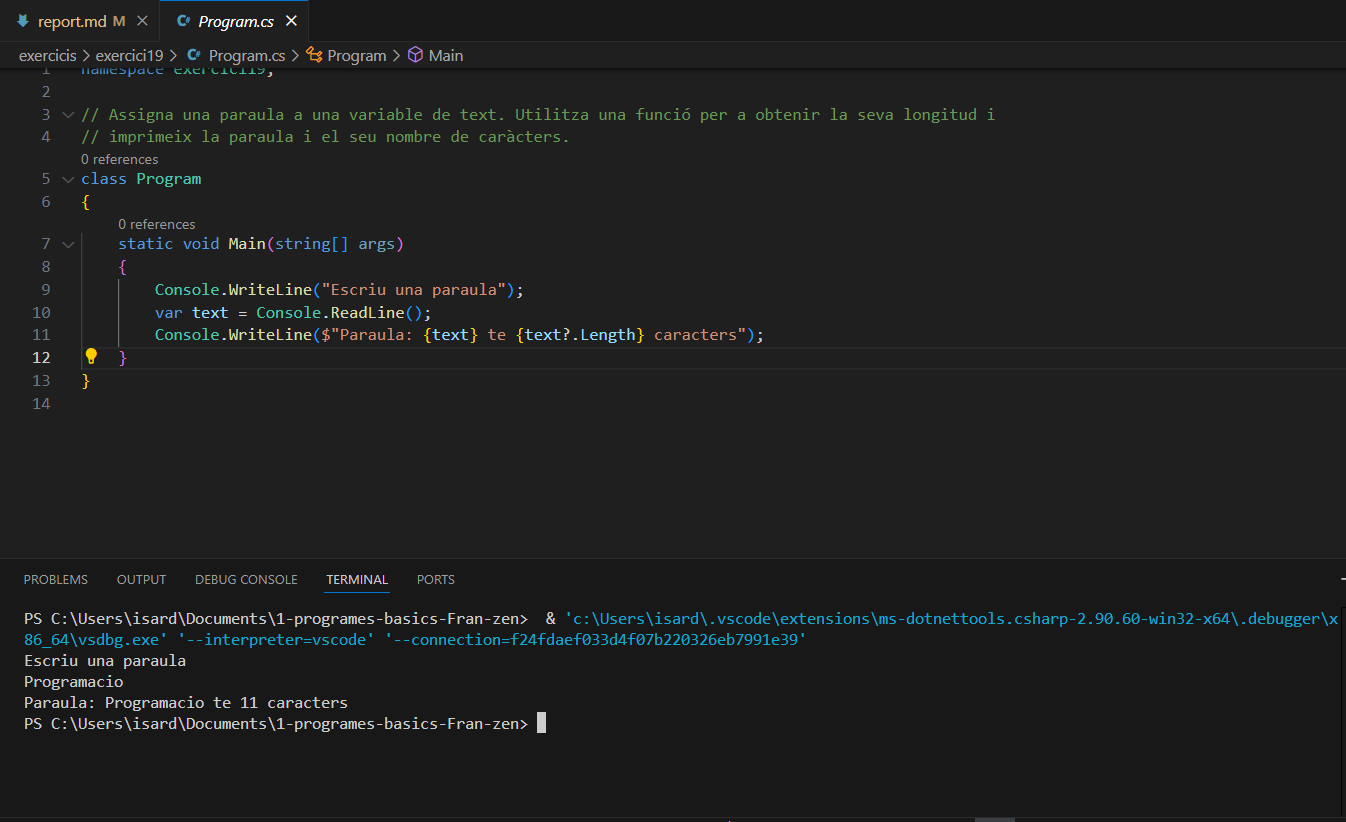 report.md M
Program.cs
exercicis > exercici19 > Program.cs > Program > Main
1 namespace exercici19;
2
3 // Assigna una paraula a una variable de text. Utilitza una funció per a obtenir la seva longitud i
4 // imprimeix la paraula i el seu nombre de caràcters.
0 references
5 class Program
6 {
0 references
7 static void Main(string[] args)
8 {
9 Console.WriteLine("Escriu una paraula");
10 var text = Console.ReadLine();
11 Console.WriteLine($"Paraula: {text} te {text?.Length} caracters");
12 }
13 }
14
PROBLEMS OUTPUT DEBUG CONSOLE TERMINAL PORTS
PS C:\Users\isard\Documents\1-programes-basics-Fran-zen> & 'c:\Users\isard\.vscode\extensions\ms-dotnettools.csharp-2.90.60-win32-x64\.debugger\x
86_64\vsdbg.exe' '--interpreter=vscode' '--connection=f24fdaef033d4f07b220326eb7991e39'
Escriu una paraula
Programacio
Paraula: Programacio te 11 caracters
PS C:\Users\isard\Documents\1-programes-basics-Fran-zen>